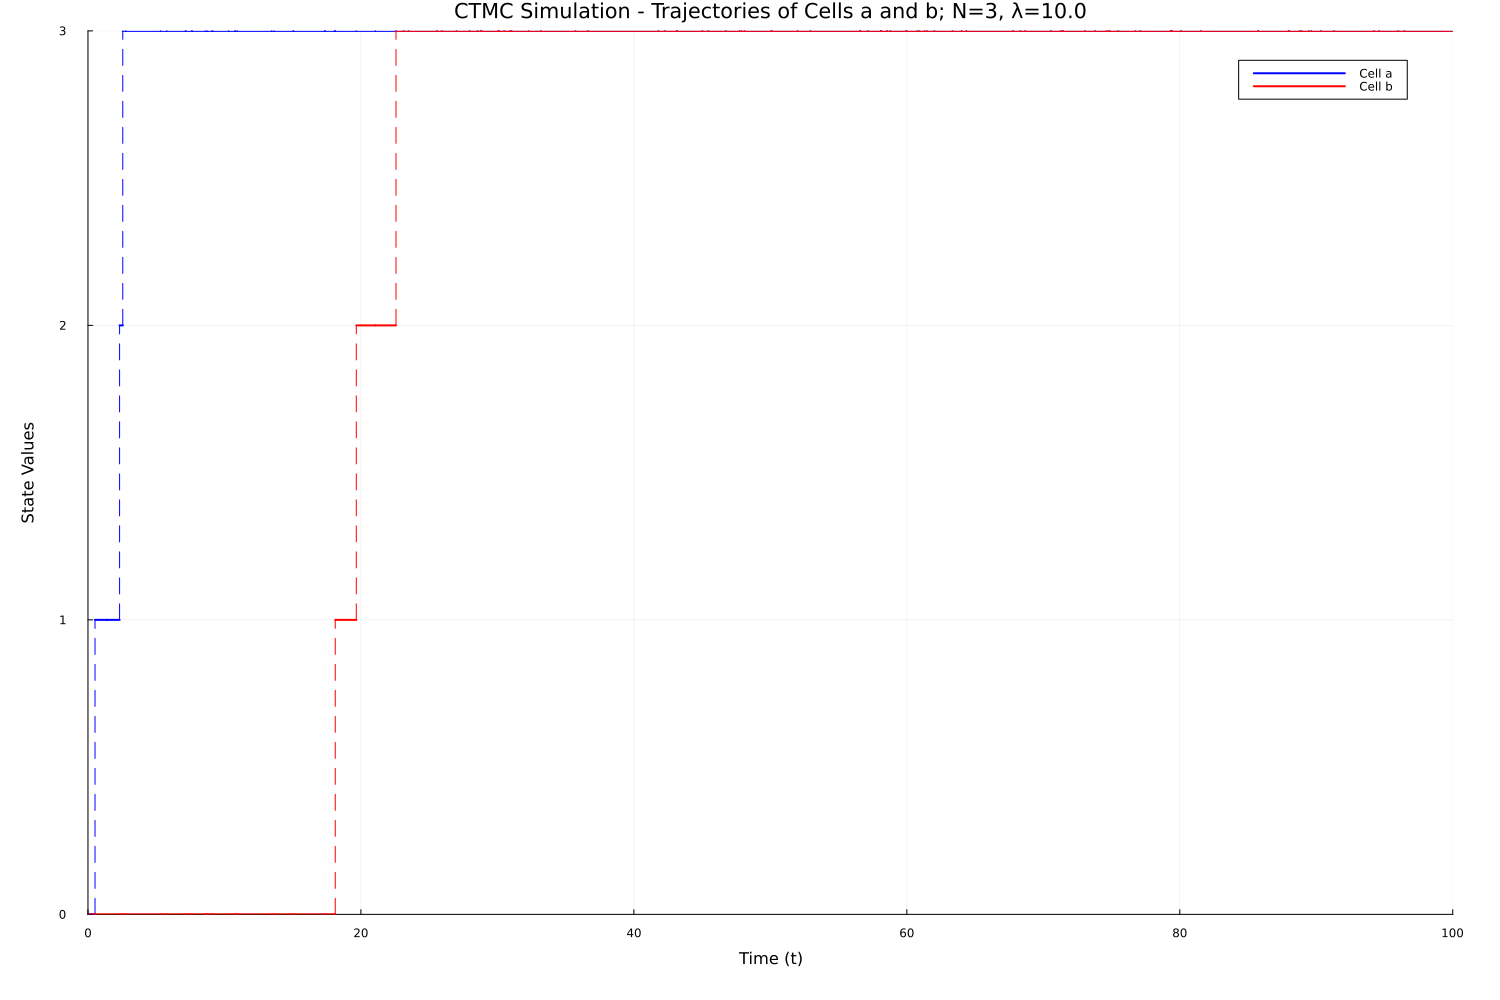 CTMC Simulation - Trajectories of Cells a and b; N=3, λ=10.0
3
Cell a
Cell b
2
State Values
1
0
0 20 40 60 80 100
Time (t)